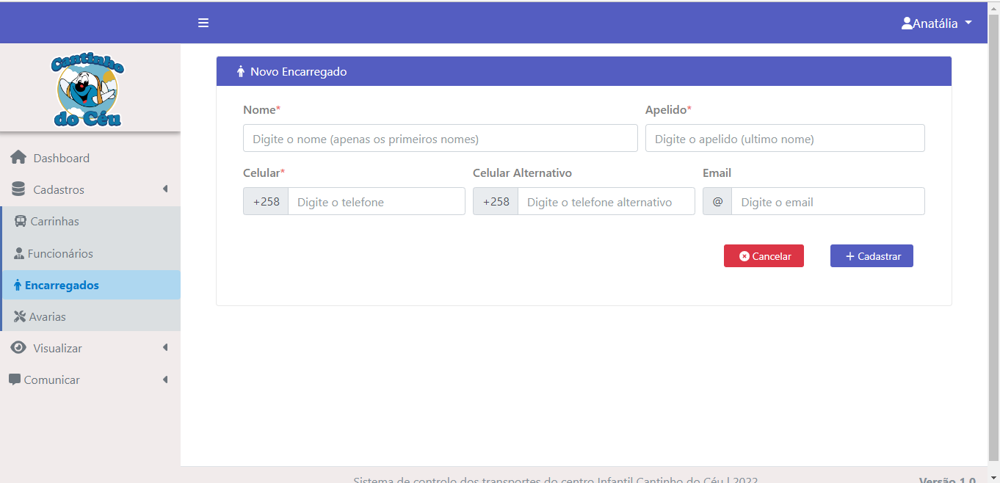 Anatália
Cantinho
do Céu
Novo Encarregado
Nome*
Apelido*
Digite o nome (apenas os primeiros nomes)
Digite o apelido (ultimo nome)
Celular*
Celular Alternativo
Email
+258
Digite o telefone
+258
Digite o telefone alternativo
@
Digite o email
Cancelar
Cadastrar
Dashboard
Cadastros
Carrinhas
Funcionários
Encarregados
Avarias
Visualizar
Comunicar
Sistema de controlo dos transportes do centro Infantil Cantinho do Céu | 2022
Versão 1.0